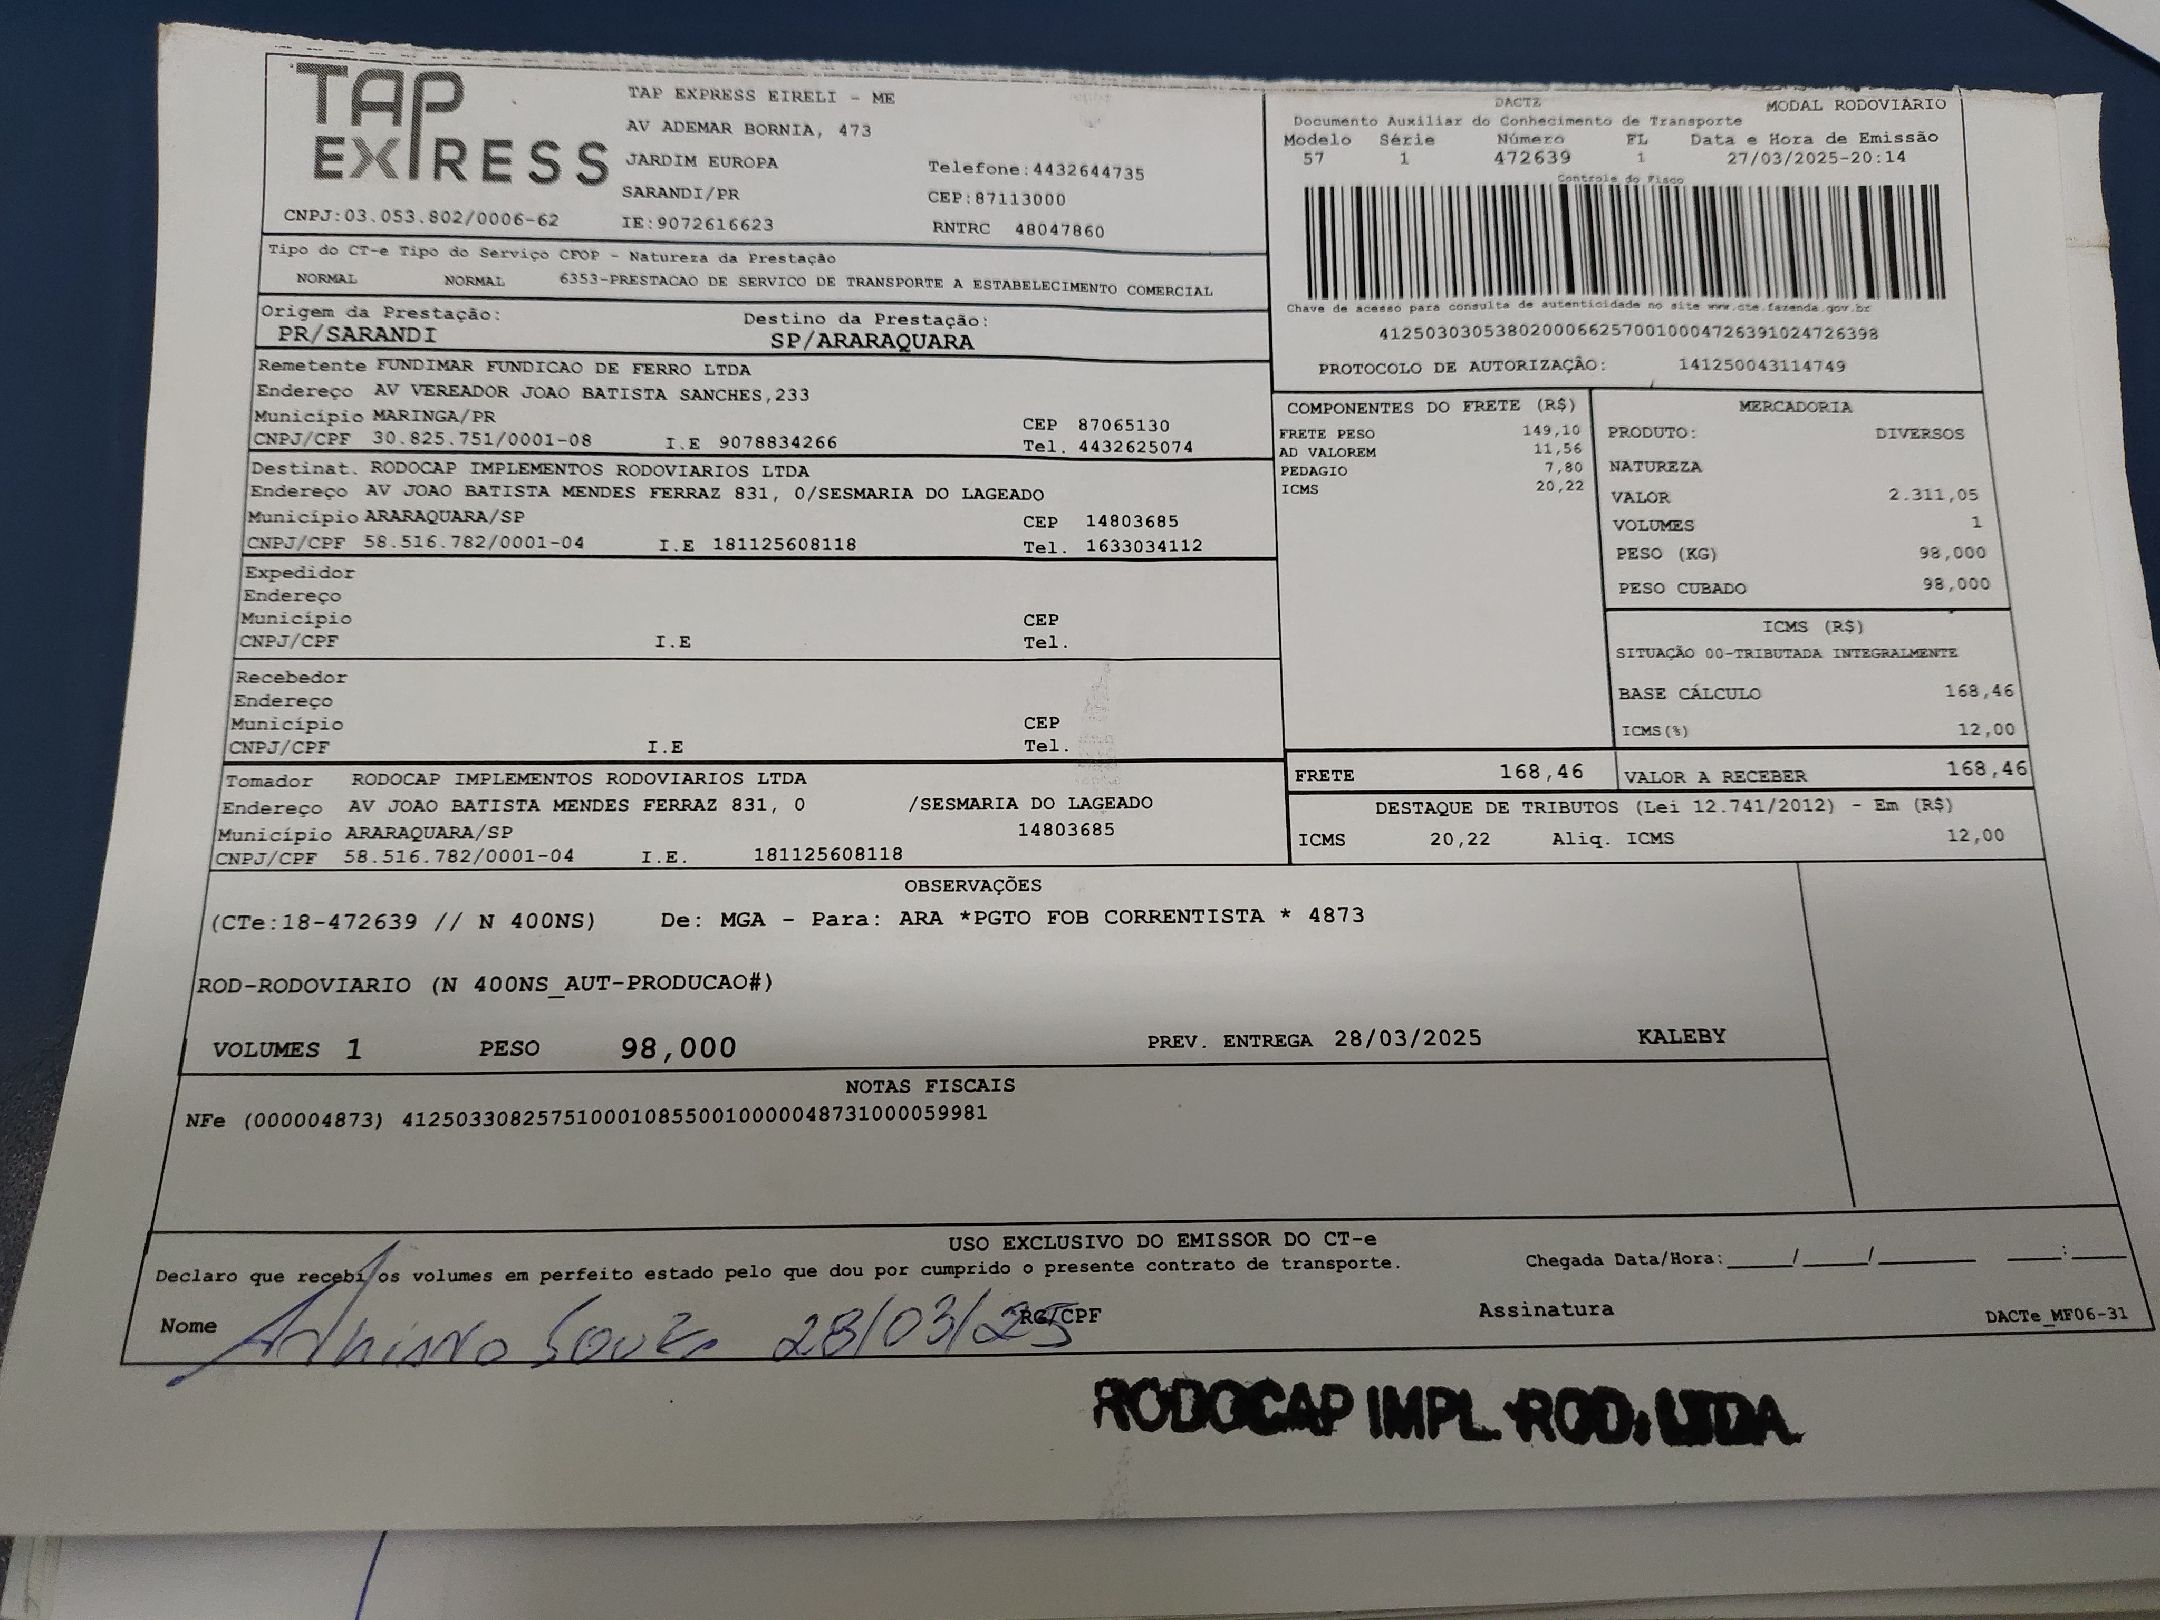 TAP
EXPRESS
TAP EXPRESS EIRELI - ME
AV ADEMAR BORNIA, 473
JARDIM EUROPA
Telefone:4432644735
SARANDI/PR
CEP:87113000
CNPJ:03.053.802/0006-62
IE:9072616623
RNTRC 48047860
DACTE
MODAL RODOVIARIO
Documento Auxiliar do Conhecimento de Transporte
Modelo Série Número FL Data e Hora de Emissão
57 1 472639 1 27/03/2025-20:14
Controle do Fisco
Chave de acesso para consulta de autenticidade no site www.cte.fazenda.gov.br
41250303053802000662570010004726391024726398
PROTOCOLO DE AUTORIZAÇÃO: 141250043114749
Tipo do CT-e Tipo do Serviço CFOP - Natureza da Prestação
NORMAL NORMAL 6353-PRESTACAO DE SERVICO DE TRANSPORTE A ESTABELECIMENTO COMERCIAL
Origem da Prestação: Destino da Prestação:
PR/SARANDI SP/ARARAQUARA
Remetente FUNDIMAR FUNDICAO DE FERRO LTDA
Endereço AV VEREADOR JOAO BATISTA SANCHES,233
Município MARINGA/PR CEP 87065130
CNPJ/CPF 30.825.751/0001-08 I.E 9078834266 Tel. 4432625074
Destinat. RODOCAP IMPLEMENTOS RODOVIARIOS LTDA
Endereço AV JOAO BATISTA MENDES FERRAZ 831, 0/SESMARIA DO LAGEADO
Município ARARAQUARA/SP CEP 14803685
CNPJ/CPF 58.516.782/0001-04 I.E 181125608118 Tel. 1633034112
Expedidor
Endereço
Município CEP
CNPJ/CPF I.E Tel.
Recebedor
Endereço
Município CEP
CNPJ/CPF I.E Tel.
Tomador RODOCAP IMPLEMENTOS RODOVIARIOS LTDA
Endereço AV JOAO BATISTA MENDES FERRAZ 831, 0 /SESMARIA DO LAGEADO
Município ARARAQUARA/SP 14803685
CNPJ/CPF 58.516.782/0001-04 I.E. 181125608118
COMPONENTES DO FRETE (R$)
FRETE PESO 149,10
AD VALOREM 11,56
PEDAGIO 7,80
ICMS 20,22
MERCADORIA
PRODUTO: DIVERSOS
NATUREZA
VALOR 2.311,05
VOLUMES 1
PESO (KG) 98,000
PESO CUBADO 98,000
ICMS (R$)
SITUAÇÃO 00-TRIBUTADA INTEGRALMENTE
BASE CÁLCULO 168,46
ICMS(%) 12,00
FRETE 168,46 VALOR A RECEBER 168,46
DESTAQUE DE TRIBUTOS (Lei 12.741/2012) - Em (R$)
ICMS 20,22 Aliq. ICMS 12,00
OBSERVAÇÕES
(CTe:18-472639 // N 400NS) De: MGA - Para: ARA *PGTO FOB CORRENTISTA * 4873
ROD-RODOVIARIO (N 400NS_AUT-PRODUCAO#)
VOLUMES 1 PESO 98,000 PREV. ENTREGA 28/03/2025 KALEBY
NOTAS FISCAIS
NFe (000004873) 41250330825751000108550010000048731000059981
USO EXCLUSIVO DO EMISSOR DO CT-e
Declaro que recebi os volumes em perfeito estado pelo que dou por cumprido o presente contrato de transporte. Chegada Data/Hora:____/____/______ ___:___
Nome 28/03/25 RG/CPF Assinatura DACTe_MF06-31
RODOCAP IMPL. ROD. LTDA